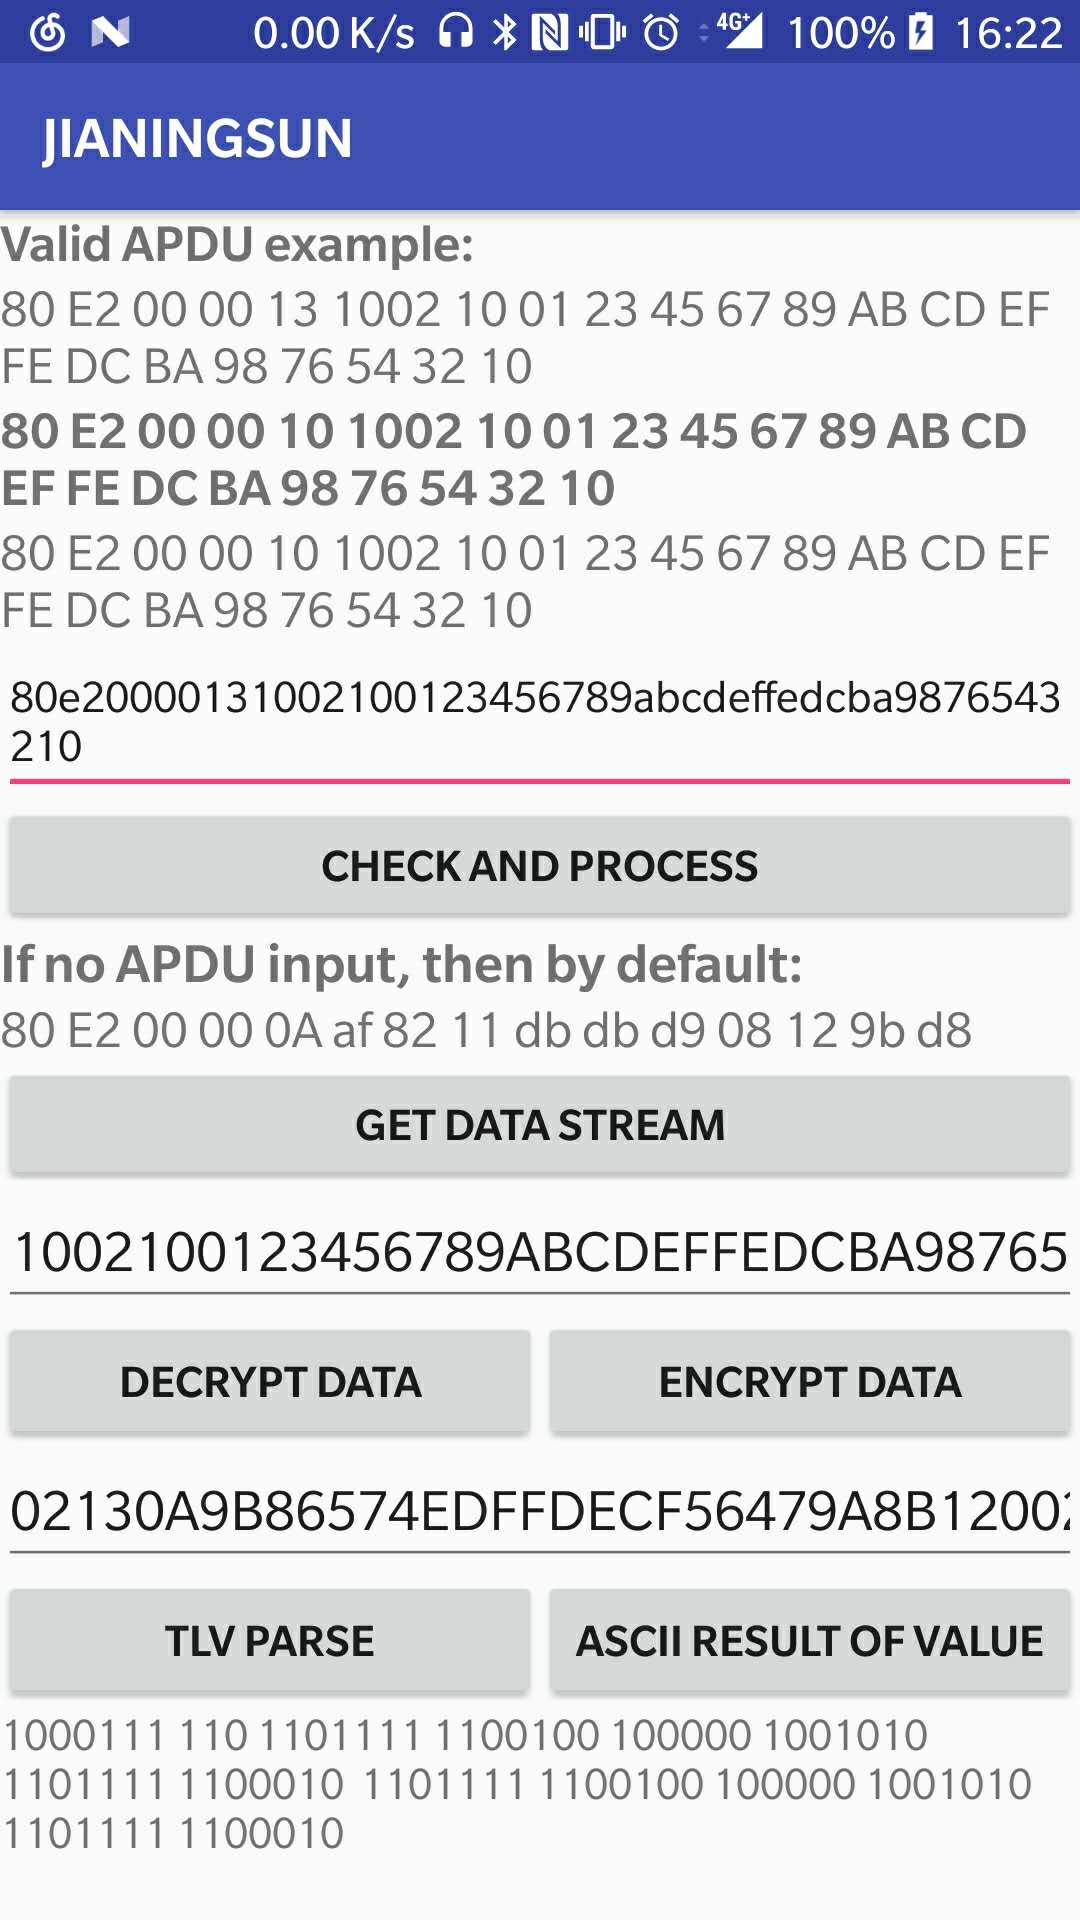 0.00 K/s 4G+ 100% 16:22
JIANINGSUN
Valid APDU example:
80 E2 00 00 13 1002 10 01 23 45 67 89 AB CD EF
FE DC BA 98 76 54 32 10
80 E2 00 00 10 1002 10 01 23 45 67 89 AB CD
EF FE DC BA 98 76 54 32 10
80 E2 00 00 10 1002 10 01 23 45 67 89 AB CD EF
FE DC BA 98 76 54 32 10
80e20000131002100123456789abcdeffedcba9876543
210
CHECK AND PROCESS
If no APDU input, then by default:
80 E2 00 00 0A af 82 11 db db d9 08 12 9b d8
GET DATA STREAM
1002100123456789ABCDEFFEDCBA98765
DECRYPT DATA ENCRYPT DATA
02130A9B86574EDFFDECF56479A8B12002
TLV PARSE ASCII RESULT OF VALUE
1000111 110 1101111 1100100 100000 1001010
1101111 1100010 1101111 1100100 100000 1001010
1101111 1100010